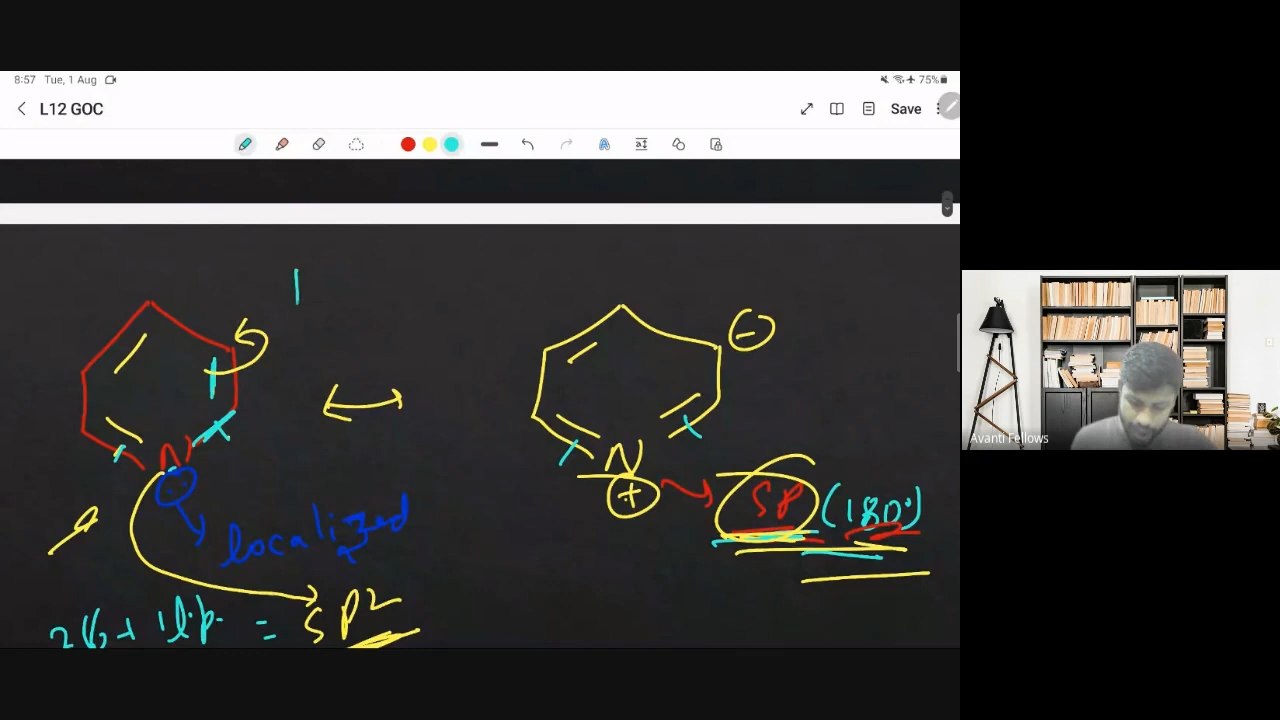 8:57 Tue, 1 Aug
75%
L12 GOC
Save
N
N
+
−
SP (180°)
localized
2σ + 1 l.p. = SP2
Avanti Fellows